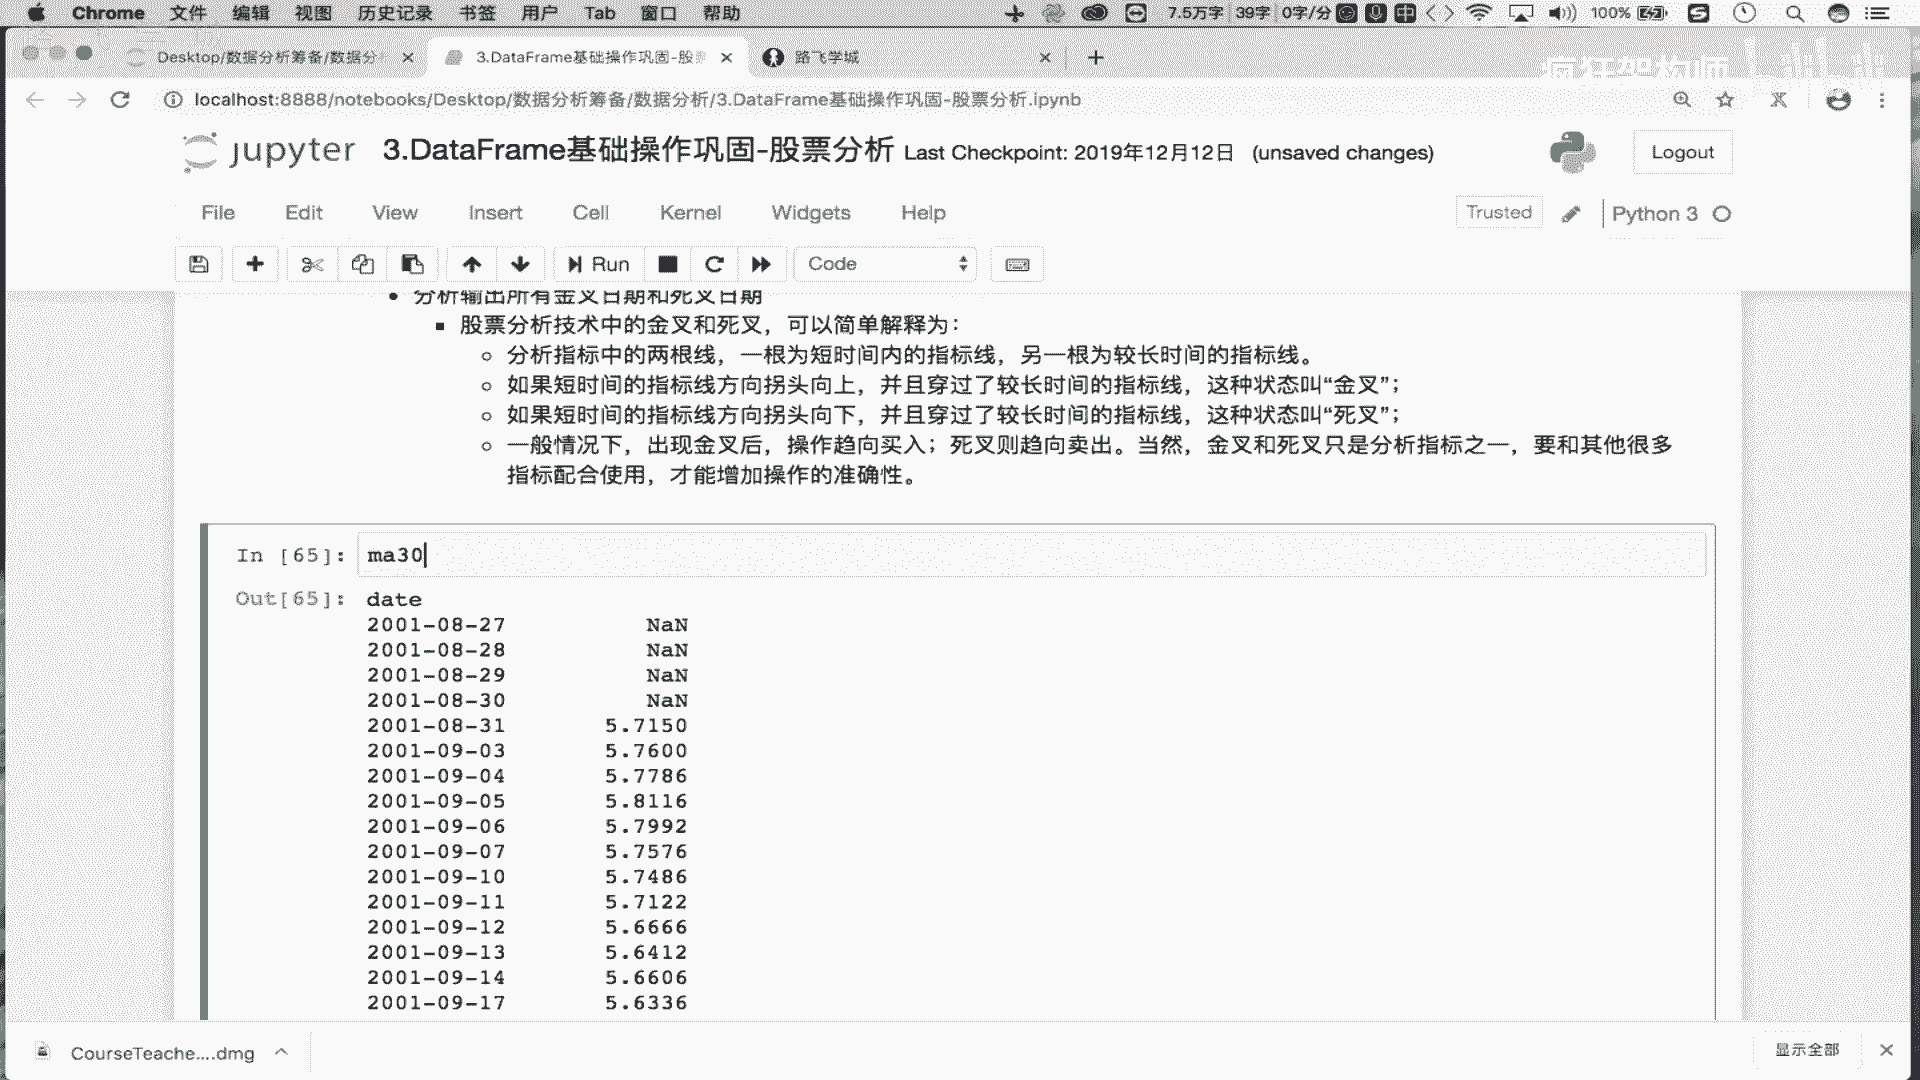 Chrome 文件 编辑 视图 历史记录 书签 用户 Tab 窗口 帮助 7.5万字 39字 0字/分 中 100%
Desktop/数据分析筹备/数据分 3.DataFrame基础操作巩固-股 路飞学城
疯狂架构师
localhost:8888/notebooks/Desktop/数据分析筹备/数据分析/3.DataFrame基础操作巩固-股票分析.ipynb
jupyter 3.DataFrame基础操作巩固-股票分析 Last Checkpoint: 2019年12月12日 (unsaved changes) Logout
File Edit View Insert Cell Kernel Widgets Help Trusted Python 3
Run Code
分析输出所有金叉日期和死叉日期
股票分析技术中的金叉和死叉，可以简单解释为：
分析指标中的两根线，一根为短时间内的指标线，另一根为较长时间的指标线。
如果短时间的指标线方向拐头向上，并且穿过了较长时间的指标线，这种状态叫“金叉”；
如果短时间的指标线方向拐头向下，并且穿过了较长时间的指标线，这种状态叫“死叉”；
一般情况下，出现金叉后，操作趋向买入；死叉则趋向卖出。当然，金叉和死叉只是分析指标之一，要和其他很多
指标配合使用，才能增加操作的准确性。
In [65]: ma30
Out[65]: date
2001-08-27 NaN
2001-08-28 NaN
2001-08-29 NaN
2001-08-30 NaN
2001-08-31 5.7150
2001-09-03 5.7600
2001-09-04 5.7786
2001-09-05 5.8116
2001-09-06 5.7992
2001-09-07 5.7576
2001-09-10 5.7486
2001-09-11 5.7122
2001-09-12 5.6666
2001-09-13 5.6412
2001-09-14 5.6606
2001-09-17 5.6336
CourseTeache....dmg 显示全部